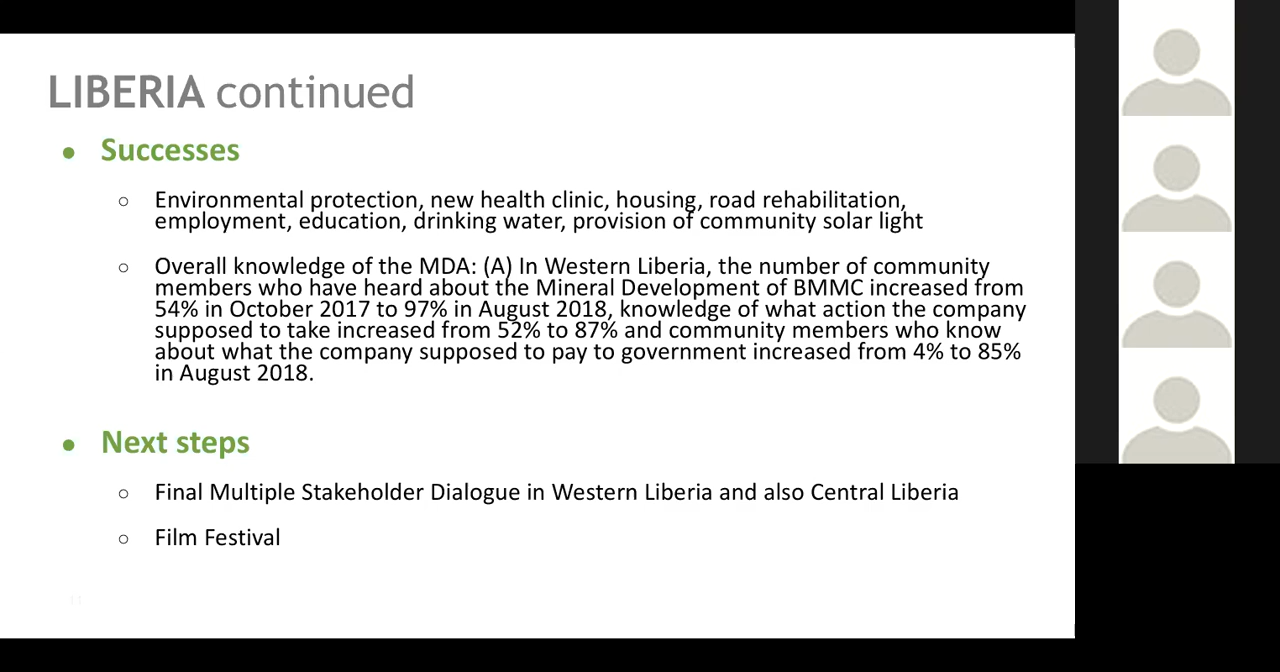 LIBERIA continued
● Successes
○ Environmental protection, new health clinic, housing, road rehabilitation,
employment, education, drinking water, provision of community solar light
○ Overall knowledge of the MDA: (A) In Western Liberia, the number of community
members who have heard about the Mineral Development of BMMC increased from
54% in October 2017 to 97% in August 2018, knowledge of what action the company
supposed to take increased from 52% to 87% and community members who know
about what the company supposed to pay to government increased from 4% to 85%
in August 2018.
● Next steps
○ Final Multiple Stakeholder Dialogue in Western Liberia and also Central Liberia
○ Film Festival
11